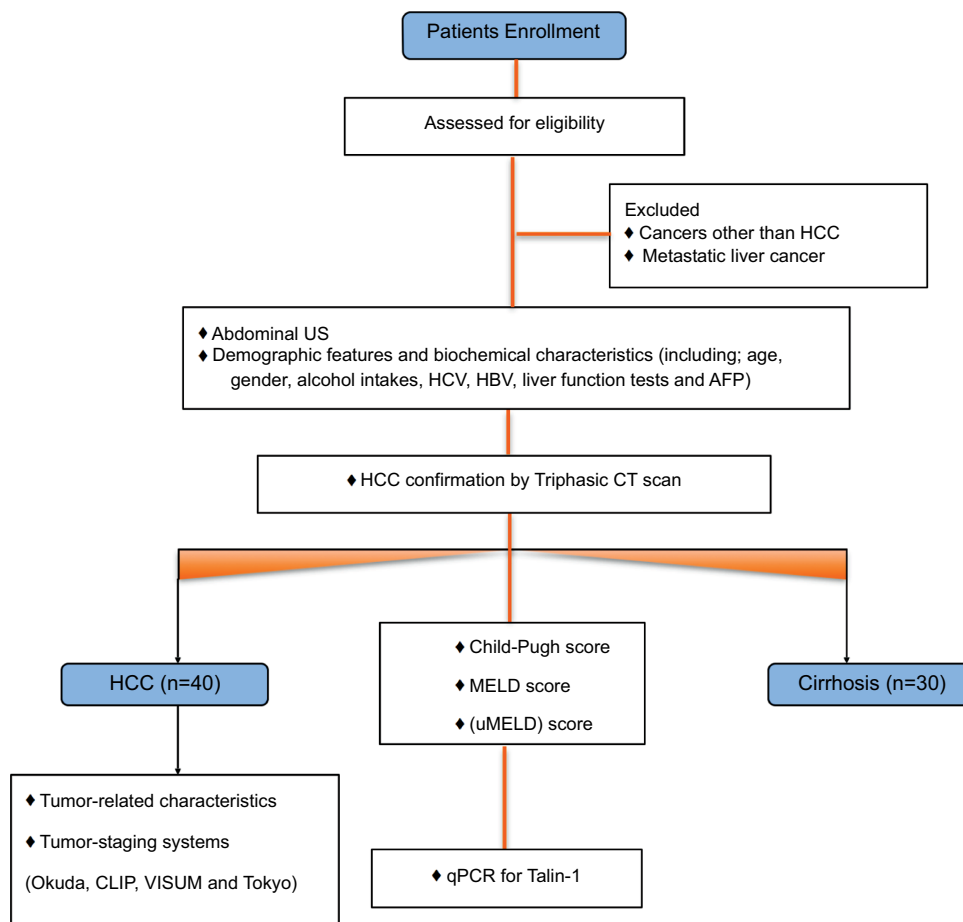 Patients Enrollment
Assessed for eligibility
Excluded
♦ Cancers other than HCC
♦ Metastatic liver cancer
♦ Abdominal US
♦ Demographic features and biochemical characteristics (including; age,
gender, alcohol intakes, HCV, HBV, liver function tests and AFP)
♦ HCC confirmation by Triphasic CT scan
HCC (n=40)
♦ Child-Pugh score
♦ MELD score
♦ (uMELD) score
Cirrhosis (n=30)
♦ Tumor-related characteristics
♦ Tumor-staging systems
(Okuda, CLIP, VISUM and Tokyo)
♦ qPCR for Talin-1